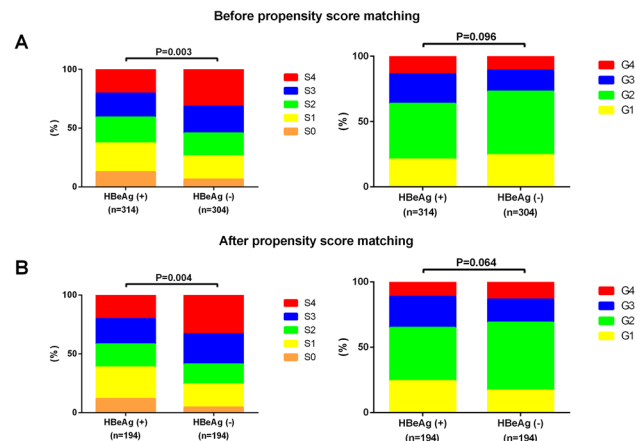 Before propensity score matching
A
P=0.003
100
50
0
(%)
S4
S3
S2
S1
S0
HBeAg (+)
(n=314)
HBeAg (-)
(n=304)
P=0.096
100
50
0
(%)
G4
G3
G2
G1
HBeAg (+)
(n=314)
HBeAg (-)
(n=304)
After propensity score matching
B
P=0.004
100
50
0
(%)
S4
S3
S2
S1
S0
HBeAg (+)
(n=194)
HBeAg (-)
(n=194)
P=0.064
100
50
0
(%)
G4
G3
G2
G1
HBeAg (+)
(n=194)
HBeAg (-)
(n=194)